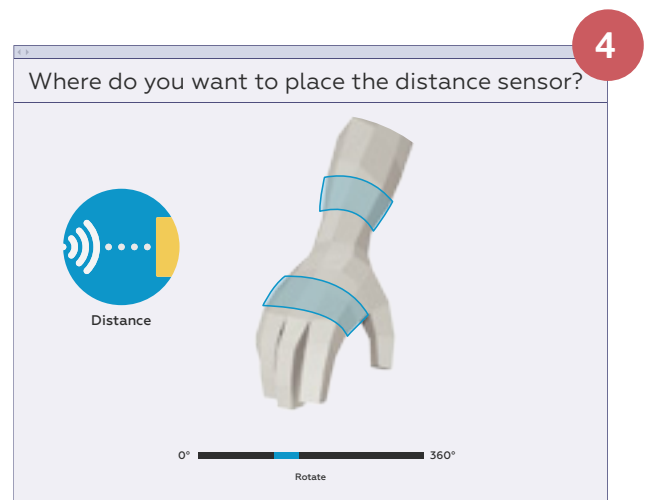 4
Where do you want to place the distance sensor?
Distance
0° 360°
Rotate